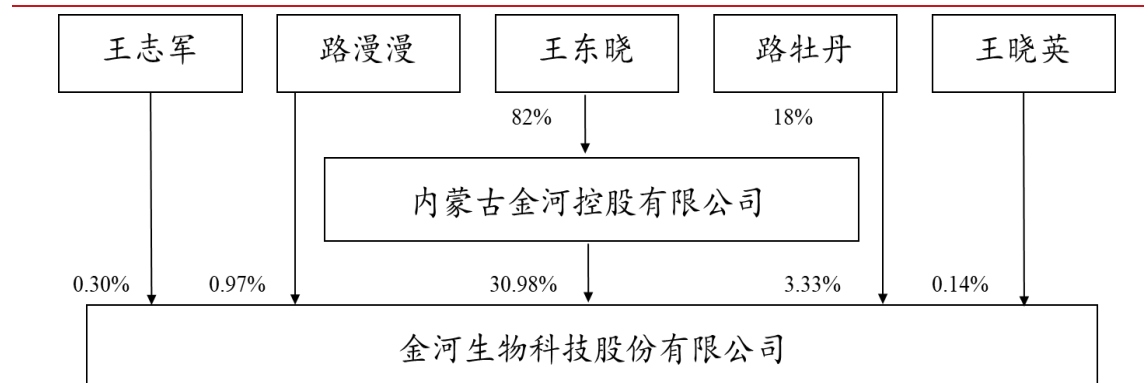 王志军 路漫漫 王东晓 路牡丹 王晓英
82% 18%
内蒙古金河控股有限公司
0.30% 0.97% 30.98% 3.33% 0.14%
金河生物科技股份有限公司